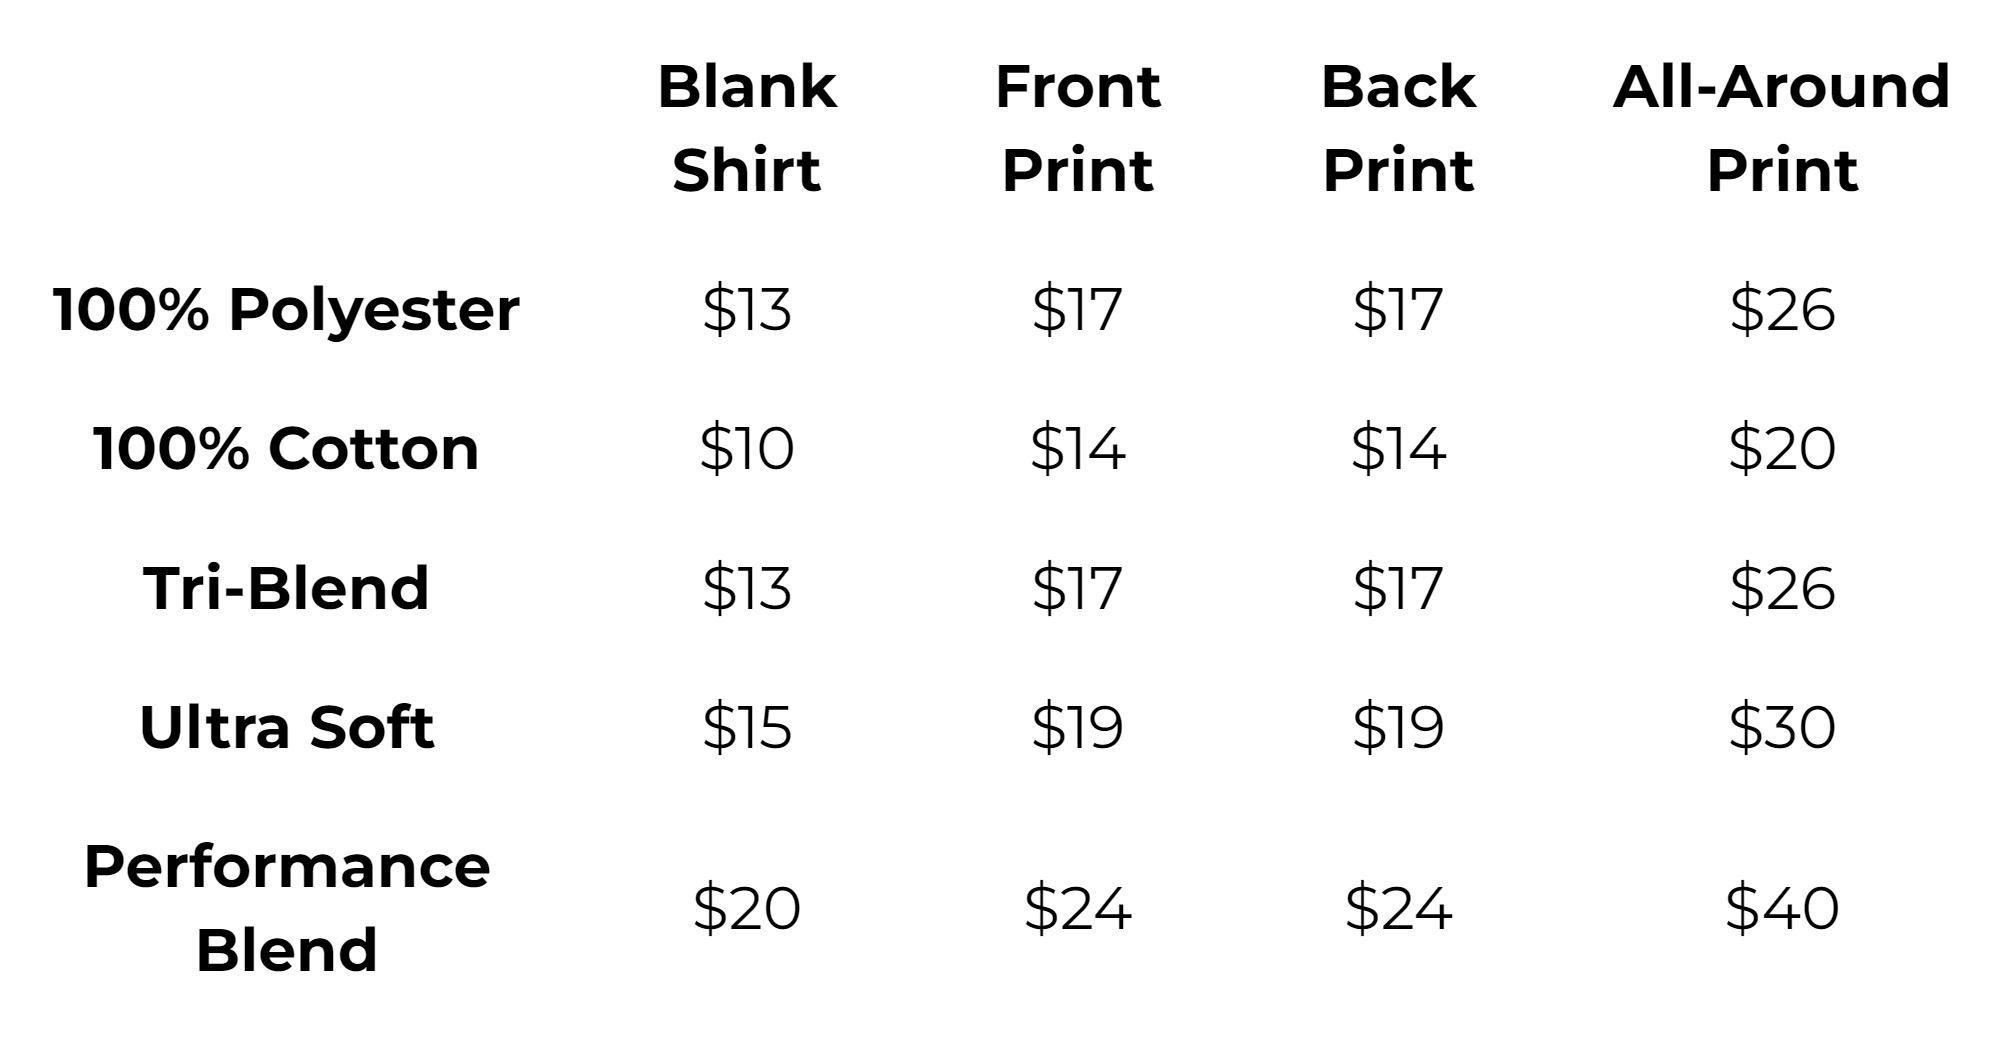 Blank Front Back All-Around
Shirt Print Print Print
100% Polyester $13 $17 $17 $26
100% Cotton $10 $14 $14 $20
Tri-Blend $13 $17 $17 $26
Ultra Soft $15 $19 $19 $30
Performance
Blend $20 $24 $24 $40